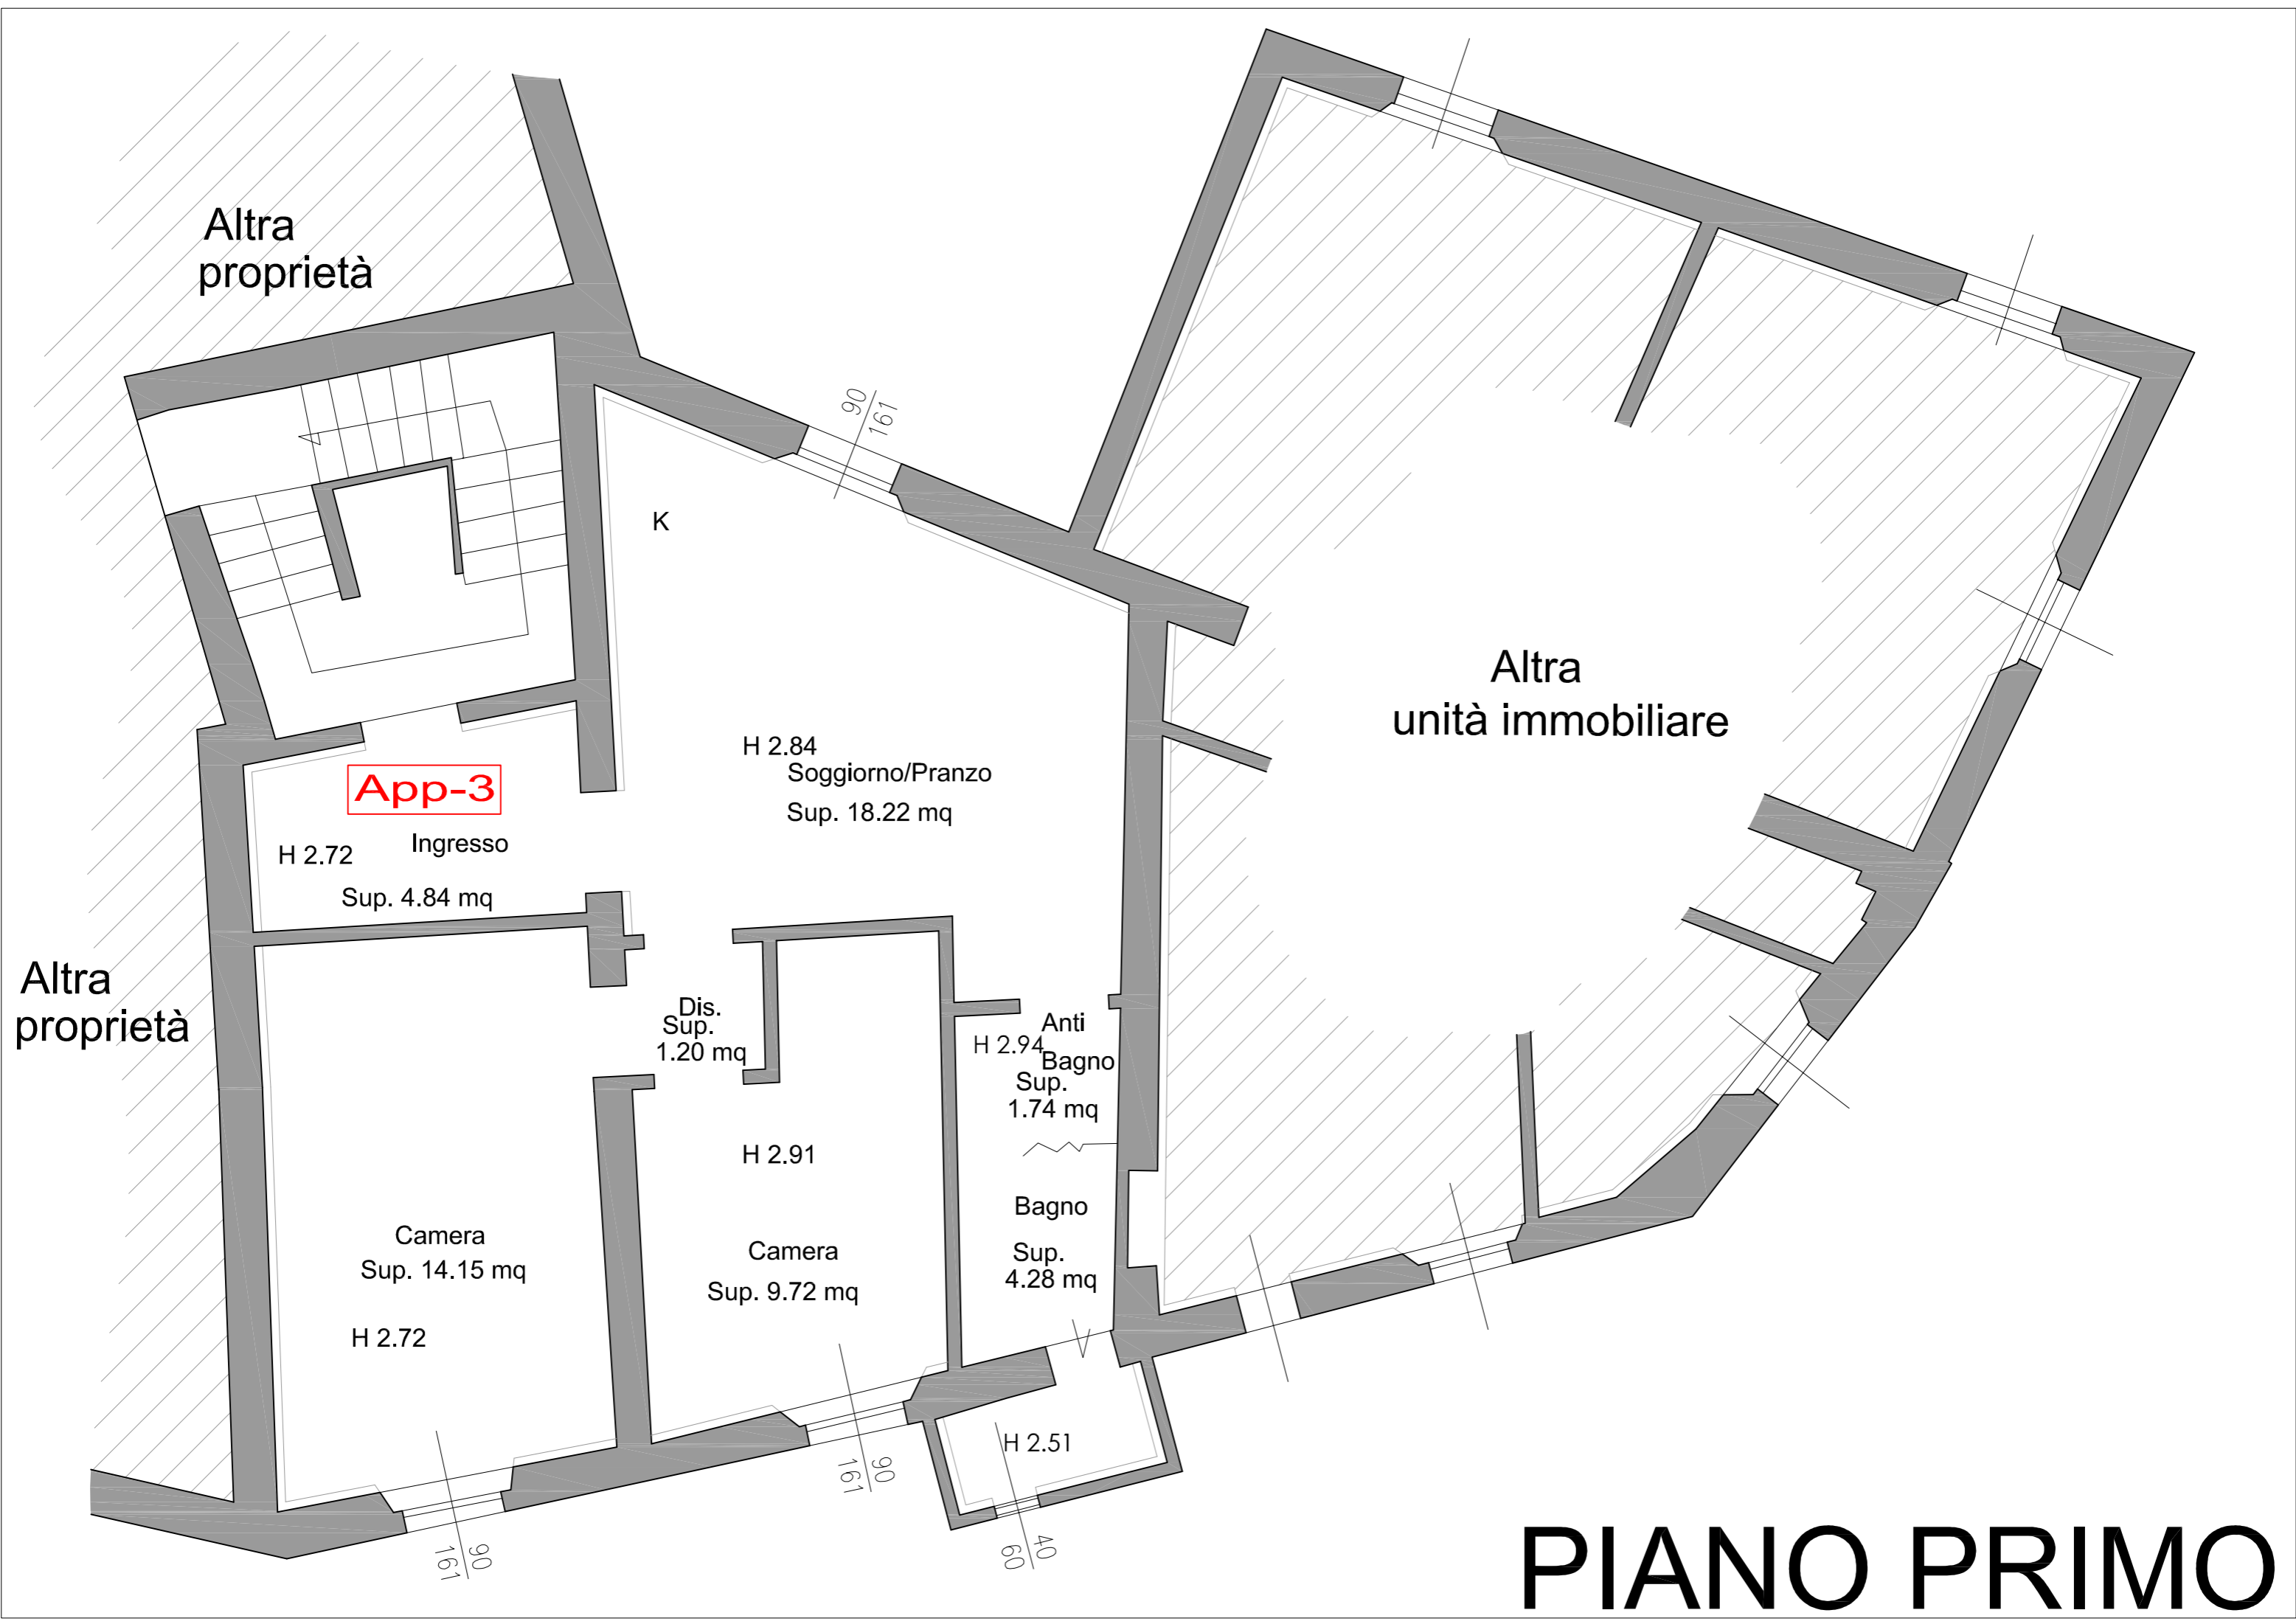 Altra
proprietà
90
161
K
Altra
unità immobiliare
H 2.84
Soggiorno/Pranzo
Sup. 18.22 mq
App-3
Ingresso
H 2.72
Sup. 4.84 mq
Altra
proprietà
Dis.
Sup.
1.20 mq
Anti
H 2.94
Bagno
Sup.
1.74 mq
H 2.91
Bagno
Sup.
4.28 mq
Camera
Sup. 14.15 mq
H 2.72
Camera
Sup. 9.72 mq
H 2.51
90
161
90
161
40
60
PIANO PRIMO